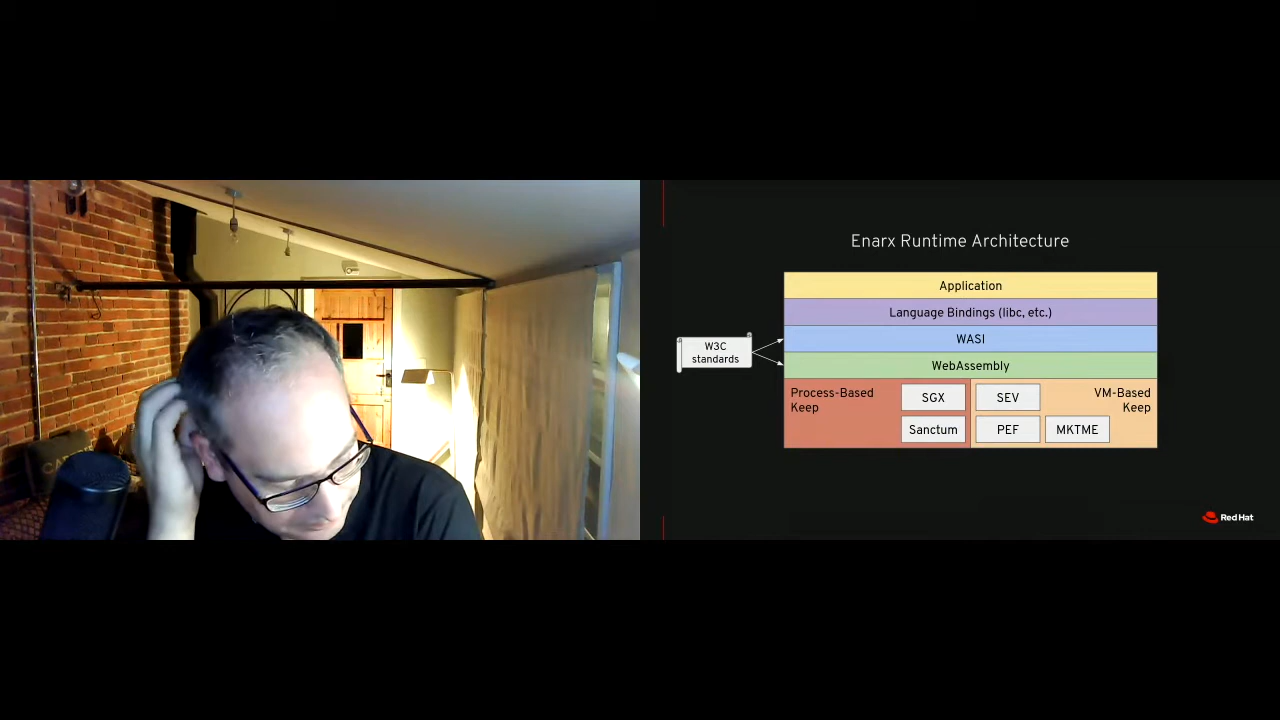 Enarx Runtime Architecture
Application
Language Bindings (libc, etc.)
WASI
W3C
standards
WebAssembly
Process-Based
Keep
SGX
SEV
VM-Based
Keep
Sanctum
PEF
MKTME
Red Hat